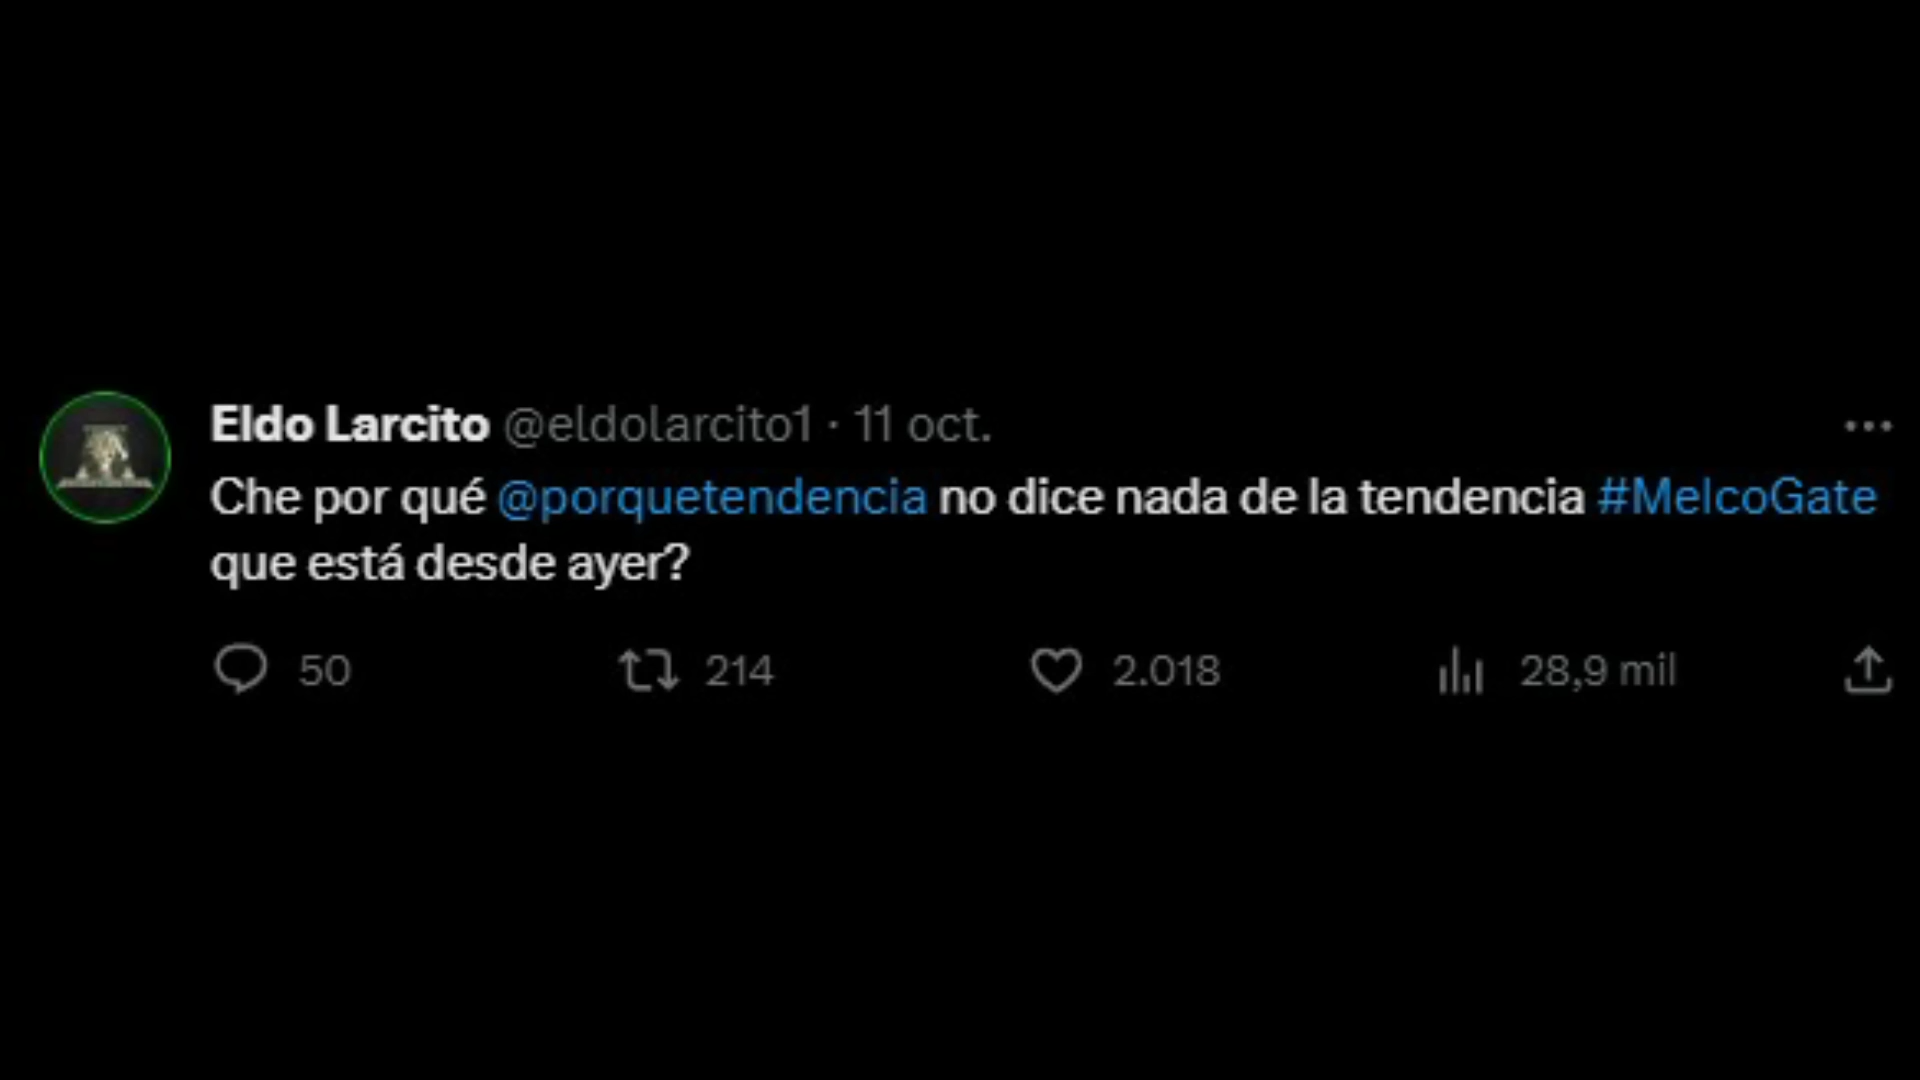 Eldo Larcito @eldolarcito1 · 11 oct.
Che por qué @porquetendencia no dice nada de la tendencia #MelcoGate
que está desde ayer?
50 214 2.018 28,9 mil